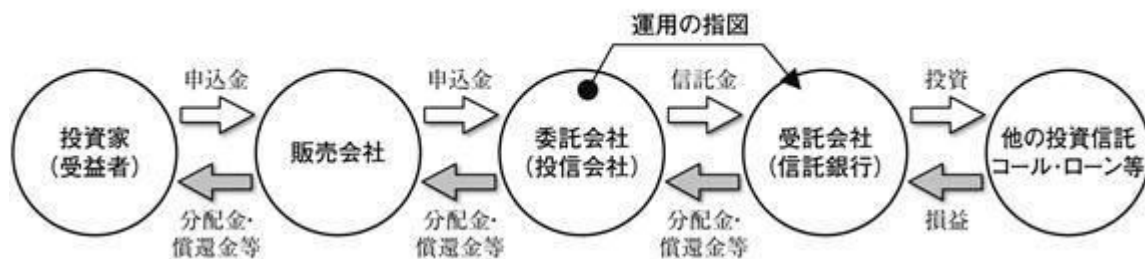 運用の指図
申込金
申込金
信託金
投資
投資家
（受益者）
販売会社
委託会社
（投信会社）
受託会社
（信託銀行）
他の投資信託
コール・ローン等
分配金・
償還金等
分配金・
償還金等
分配金・
償還金等
損益